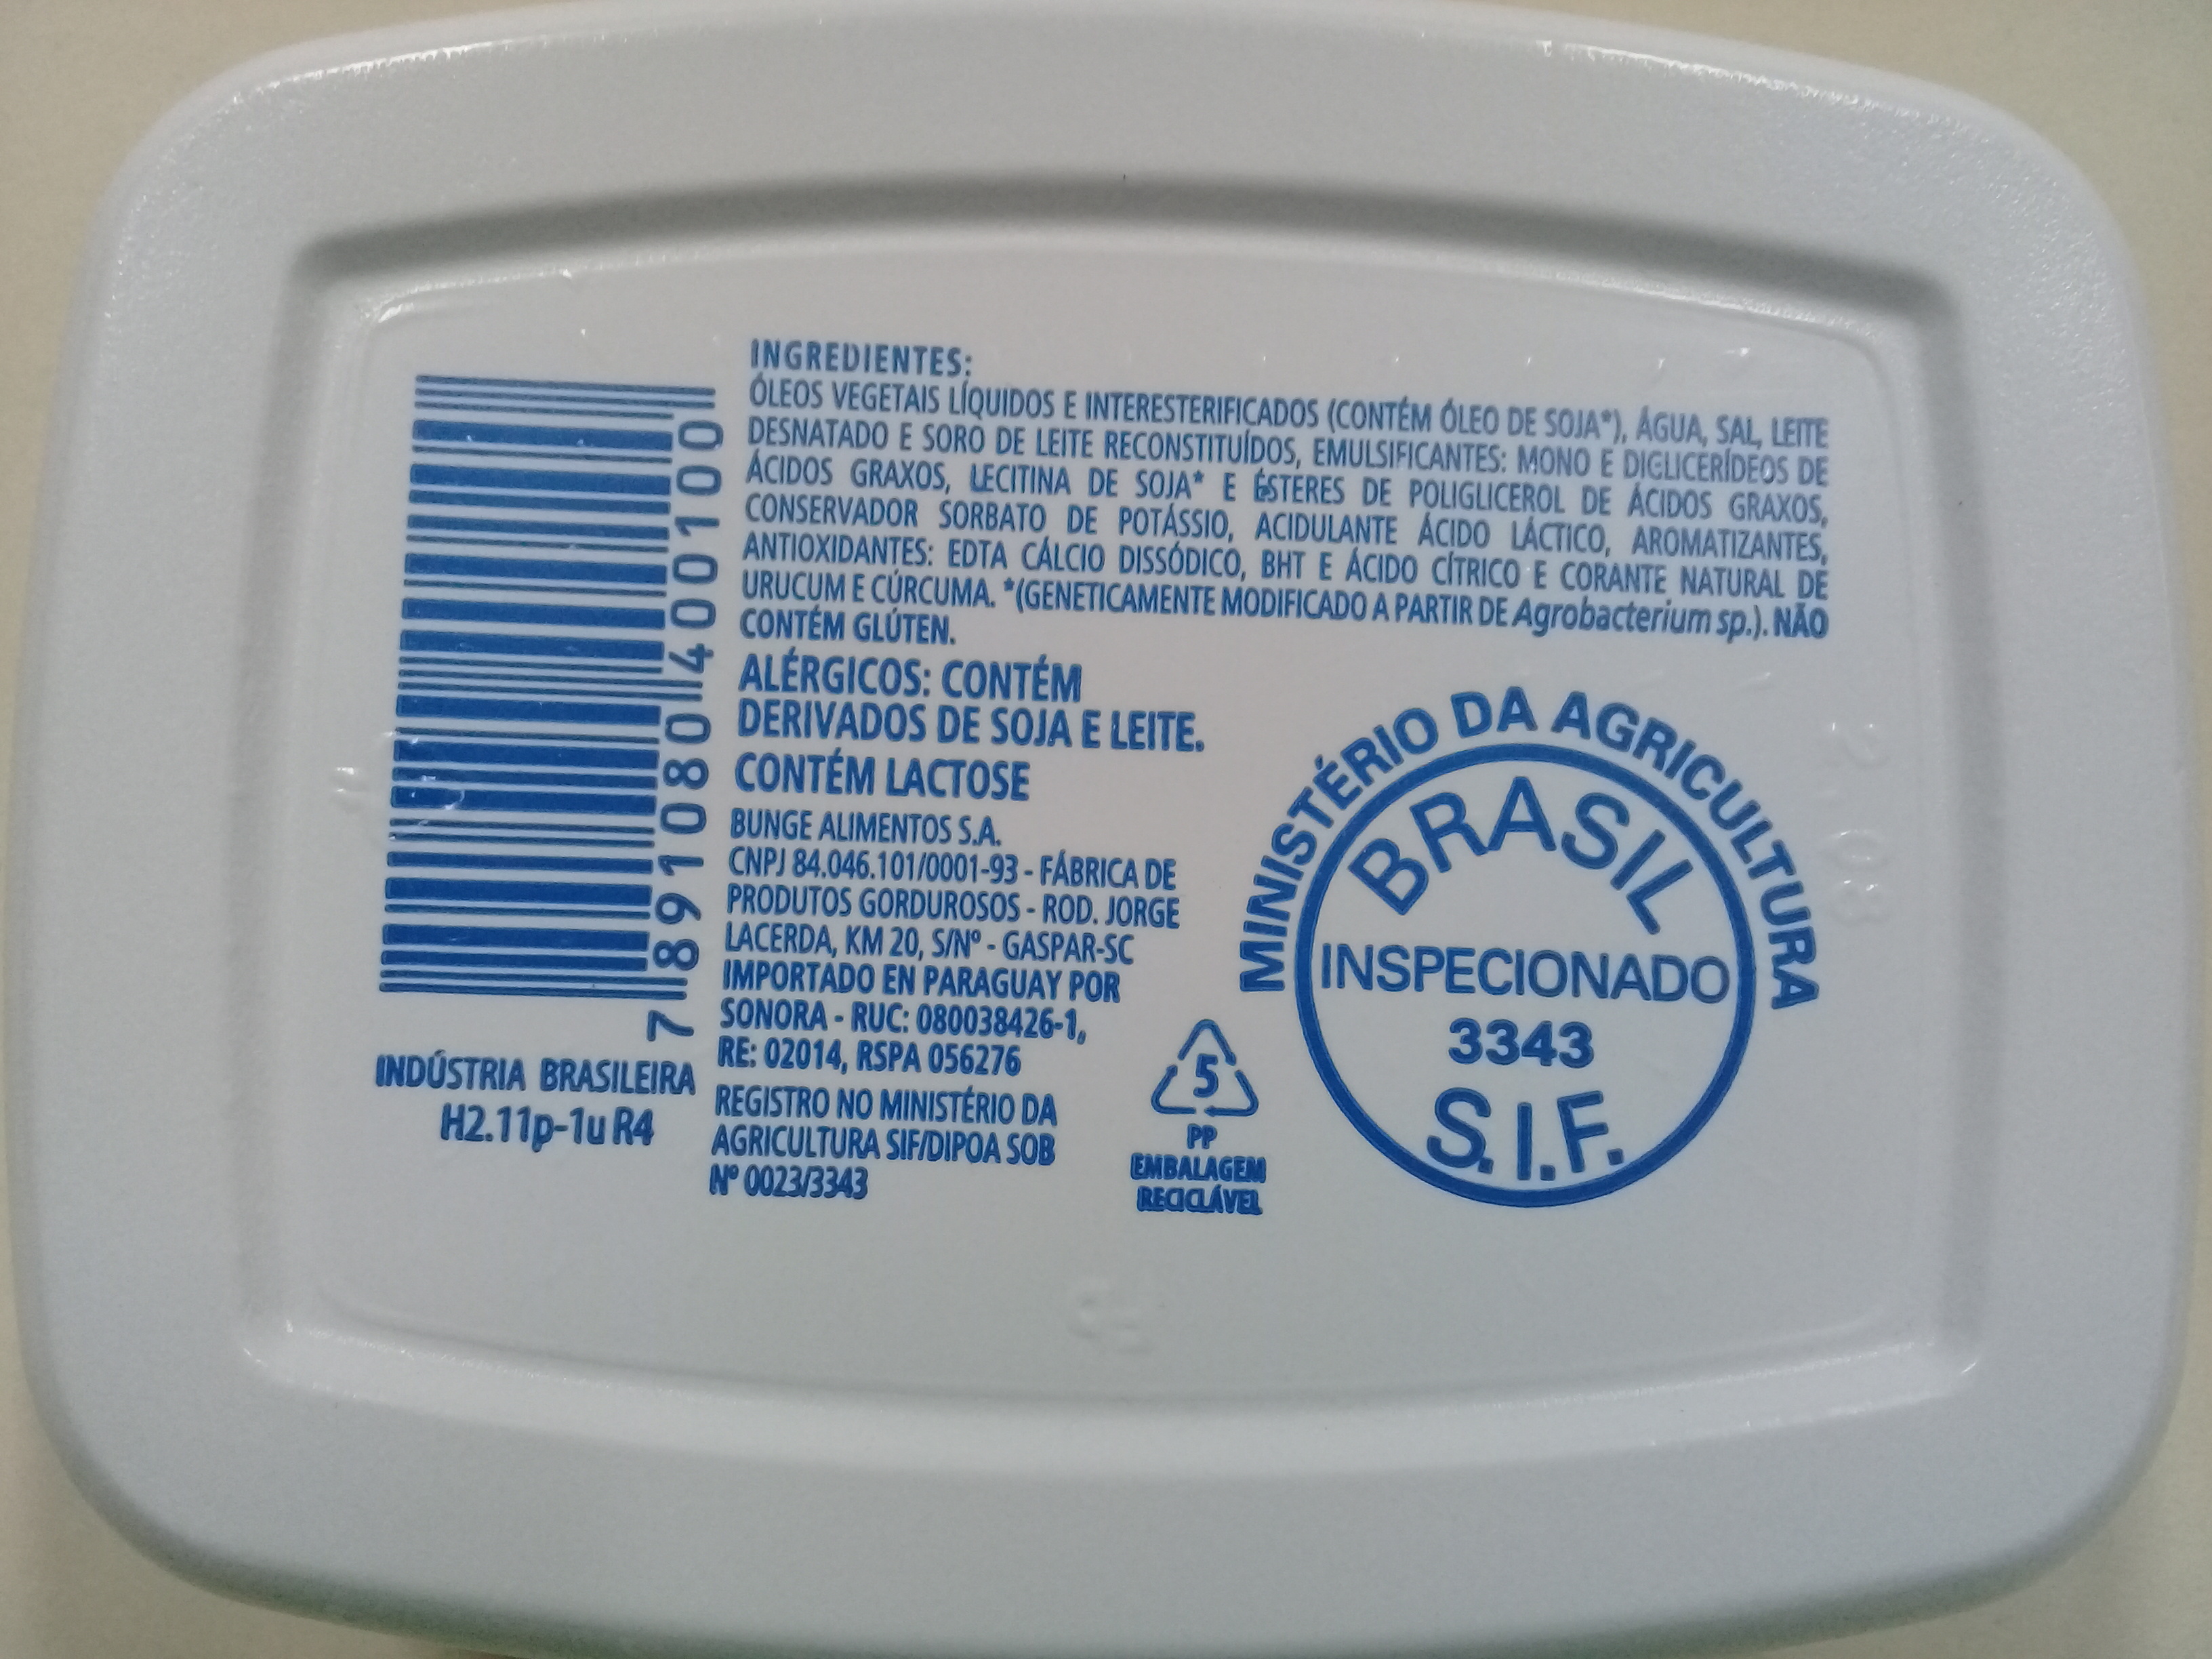 INGREDIENTES:
ÓLEOS VEGETAIS LÍQUIDOS E INTERESTERIFICADOS (CONTÉM ÓLEO DE SOJA*), ÁGUA, SAL, LEITE
DESNATADO E SORO DE LEITE RECONSTITUÍDOS, EMULSIFICANTES: MONO E DIGLICERÍDEOS DE
ÁCIDOS GRAXOS, LECITINA DE SOJA* E ÉSTERES DE POLIGLICEROL DE ÁCIDOS GRAXOS,
CONSERVADOR SORBATO DE POTÁSSIO, ACIDULANTE ÁCIDO LÁCTICO, AROMATIZANTES,
ANTIOXIDANTES: EDTA CÁLCIO DISSÓDICO, BHT E ÁCIDO CÍTRICO E CORANTE NATURAL DE
URUCUM E CÚRCUMA. *(GENETICAMENTE MODIFICADO A PARTIR DE Agrobacterium sp.). NÃO
CONTÉM GLÚTEN.
ALÉRGICOS: CONTÉM
DERIVADOS DE SOJA E LEITE.
CONTÉM LACTOSE
BUNGE ALIMENTOS S.A.
CNPJ 84.046.101/0001-93 - FÁBRICA DE
PRODUTOS GORDUROSOS - ROD. JORGE
LACERDA, KM 20, S/Nº - GASPAR-SC
IMPORTADO EN PARAGUAY POR
SONORA - RUC: 080038426-1,
RE: 02014, RSPA 056276
REGISTRO NO MINISTÉRIO DA
AGRICULTURA SIF/DIPOA SOB
Nº 0023/3343
7891080400100
INDÚSTRIA BRASILEIRA
H2.11p-1u R4
5
PP
EMBALAGEM
RECICLÁVEL
MINISTÉRIO DA AGRICULTURA
BRASIL
INSPECIONADO
3343
S.I.F.